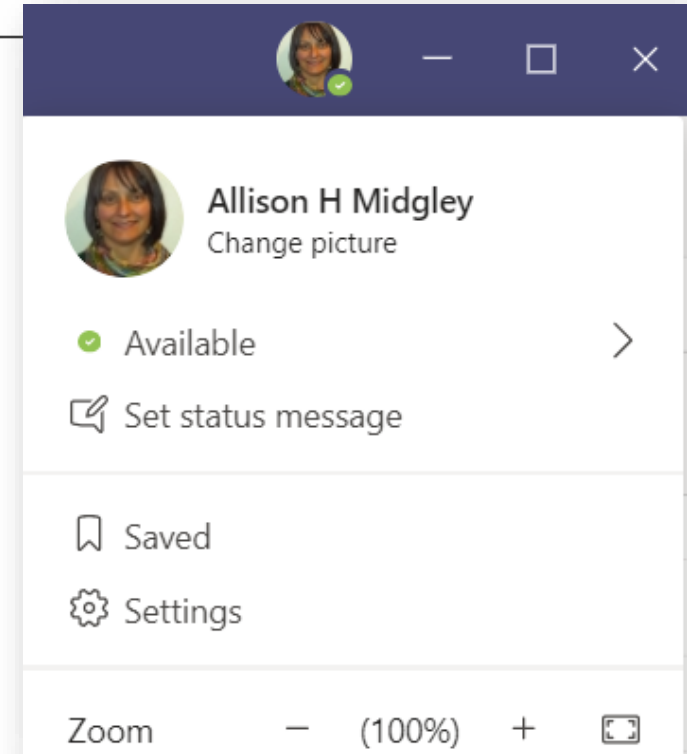 Allison H Midgley
Change picture
Available
Set status message
Saved
Settings
Zoom − (100%) +